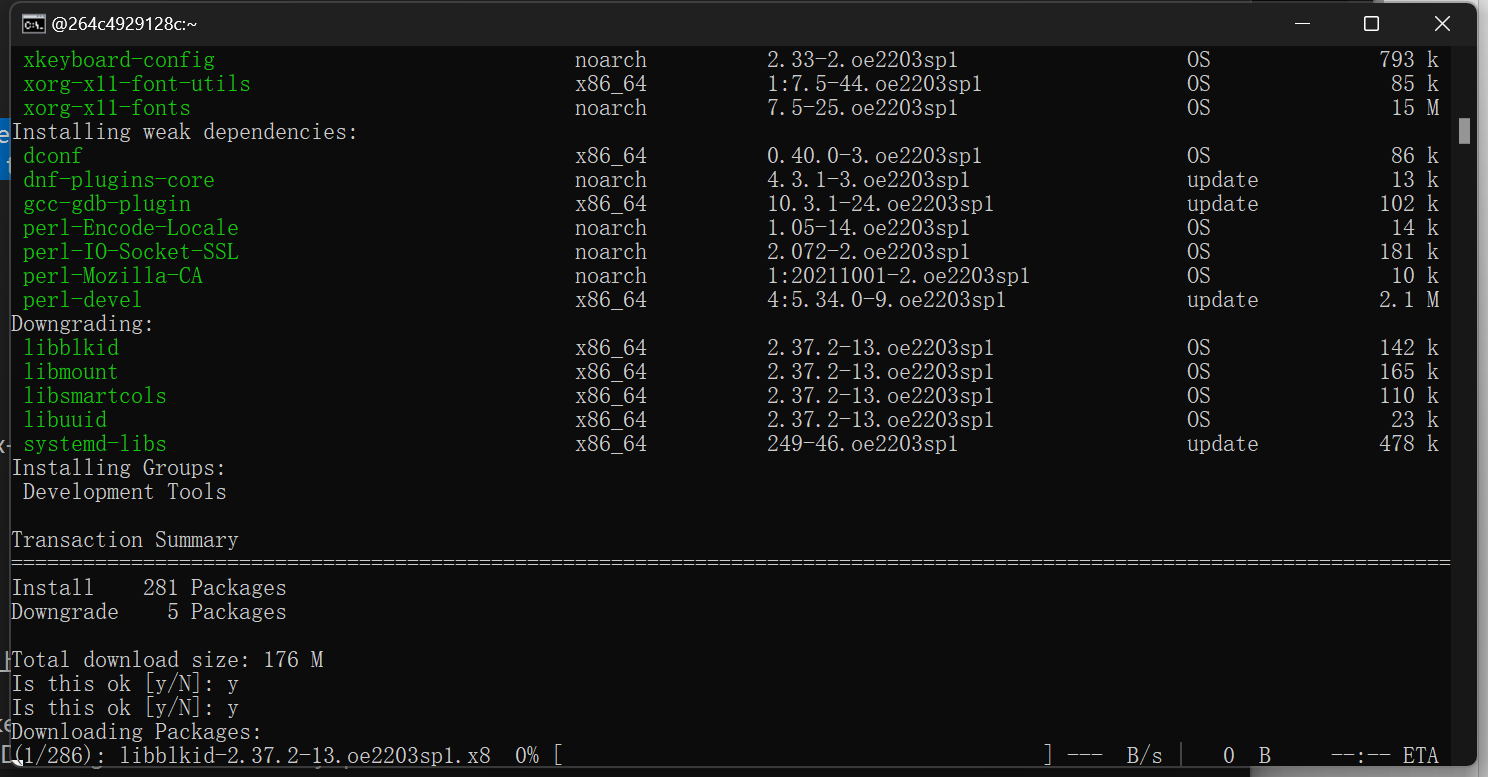 @264c4929128c:~
xkeyboard-config noarch 2.33-2.oe2203sp1 OS 793 k
xorg-x11-font-utils x86_64 1:7.5-44.oe2203sp1 OS 85 k
xorg-x11-fonts noarch 7.5-25.oe2203sp1 OS 15 M
Installing weak dependencies:
dconf x86_64 0.40.0-3.oe2203sp1 OS 86 k
dnf-plugins-core noarch 4.3.1-3.oe2203sp1 update 13 k
gcc-gdb-plugin x86_64 10.3.1-24.oe2203sp1 update 102 k
perl-Encode-Locale noarch 1.05-14.oe2203sp1 OS 14 k
perl-IO-Socket-SSL noarch 2.072-2.oe2203sp1 OS 181 k
perl-Mozilla-CA noarch 1:20211001-2.oe2203sp1 OS 10 k
perl-devel x86_64 4:5.34.0-9.oe2203sp1 update 2.1 M
Downgrading:
libblkid x86_64 2.37.2-13.oe2203sp1 OS 142 k
libmount x86_64 2.37.2-13.oe2203sp1 OS 165 k
libsmartcols x86_64 2.37.2-13.oe2203sp1 OS 110 k
libuuid x86_64 2.37.2-13.oe2203sp1 OS 23 k
systemd-libs x86_64 249-46.oe2203sp1 update 478 k
Installing Groups:
Development Tools
Transaction Summary
================================================================================
Install 281 Packages
Downgrade 5 Packages
Total download size: 176 M
Is this ok [y/N]: y
Is this ok [y/N]: y
Downloading Packages:
(1/286): libblkid-2.37.2-13.oe2203sp1.x8 0% [ ] --- B/s | 0 B --:-- ETA